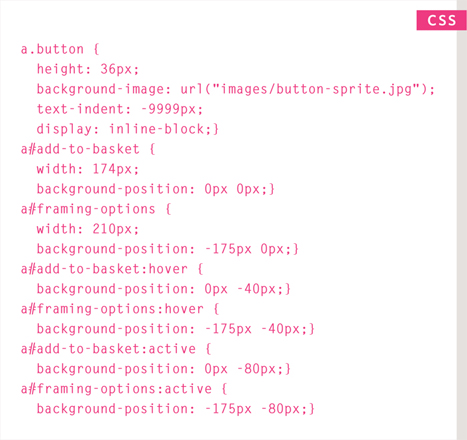 CSS
a.button {
  height: 36px;
  background-image: url("images/button-sprite.jpg");
  text-indent: -9999px;
  display: inline-block;}
a#add-to-basket {
  width: 174px;
  background-position: 0px 0px;}
a#framing-options {
  width: 210px;
  background-position: -175px 0px;}
a#add-to-basket:hover {
  background-position: 0px -40px;}
a#framing-options:hover {
  background-position: -175px -40px;}
a#add-to-basket:active {
  background-position: 0px -80px;}
a#framing-options:active {
  background-position: -175px -80px;}